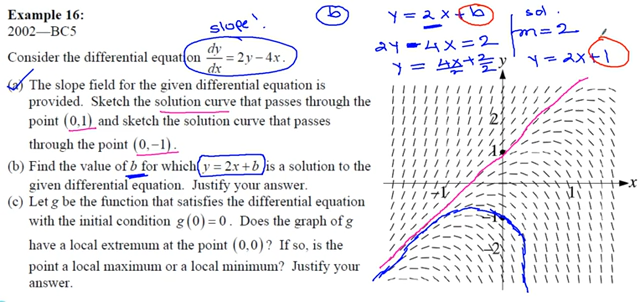 Example 16:
2002—BC5
slope!
Consider the differential equation dy/dx = 2y – 4x.
(a) The slope field for the given differential equation is
provided. Sketch the solution curve that passes through the
point (0,1) and sketch the solution curve that passes
through the point (0,–1).
(b) Find the value of b for which y = 2x + b is a solution to the
given differential equation. Justify your answer.
(c) Let g be the function that satisfies the differential equation
with the initial condition g(0) = 0. Does the graph of g
have a local extremum at the point (0,0)? If so, is the
point a local maximum or a local minimum? Justify your
answer.
(b)
y = 2x + b
2y – 4x = 2
y = 4x/2 + 2/2
sol.
m = 2
y = 2x + 1
y
2
1
–1
1
x
–1
–2